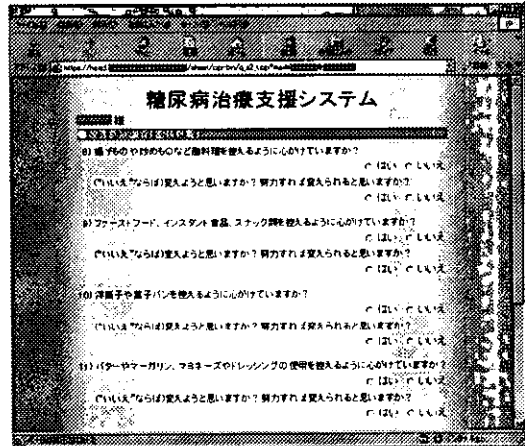 糖尿病治療支援システム
様
8) 揚げものや炒めものなど脂料理を控えるように心がけていますか？
はい いいえ
("いいえ"ならば)変えようと思いますか？ 努力すれば変えられると思いますか？
はい いいえ
9) ファーストフード、インスタント食品、スナック類を控えるように心がけていますか？
はい いいえ
("いいえ"ならば)変えようと思いますか？ 努力すれば変えられると思いますか？
はい いいえ
10) 洋菓子や菓子パンを控えるように心がけていますか？
はい いいえ
("いいえ"ならば)変えようと思いますか？ 努力すれば変えられると思いますか？
はい いいえ
11) バターやマーガリン、マヨネーズやドレッシングの使用を控えるように心がけていますか？
はい いいえ
("いいえ"ならば)変えようと思いますか？ 努力すれば変えられると思いますか？
はい いいえ